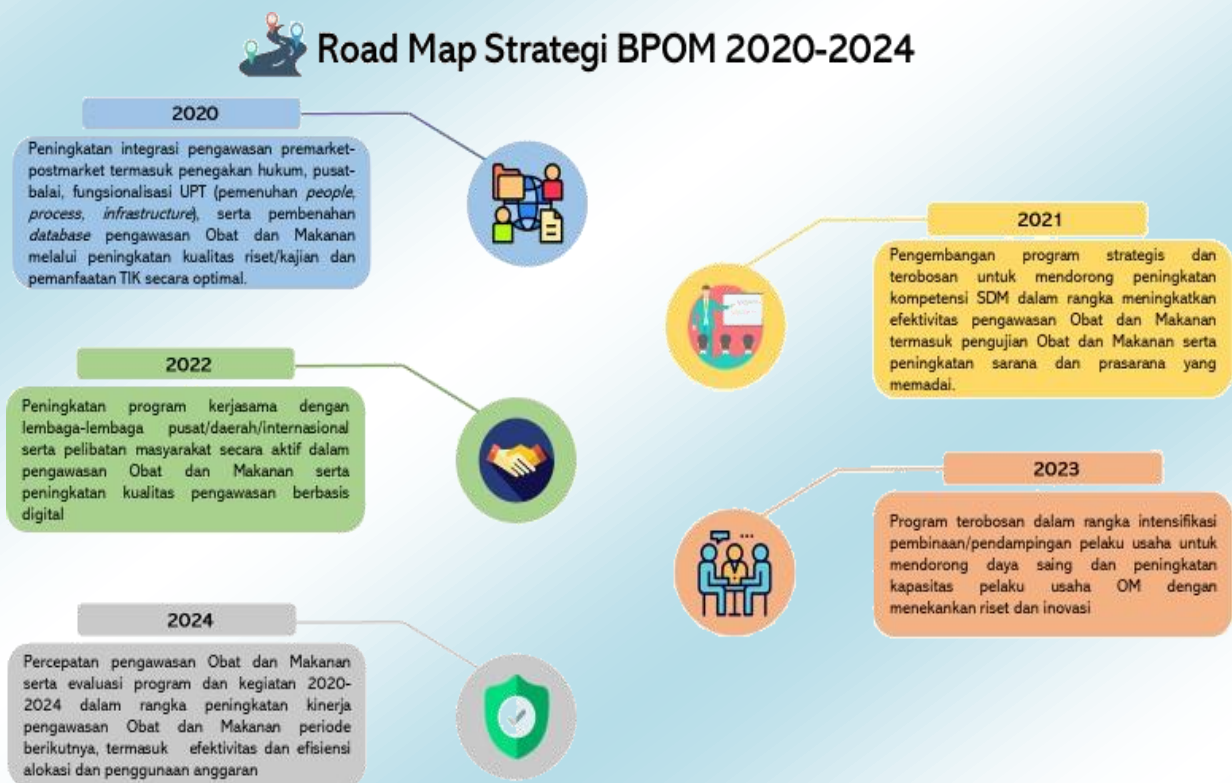 Road Map Strategi BPOM 2020-2024
2020
Peningkatan integrasi pengawasan premarket-
postmarket termasuk penegakan hukum, pusat-
balai, fungsionalisasi UPT (pemenuhan people,
process, infrastructure), serta pembenahan
database pengawasan Obat dan Makanan
melalui peningkatan kualitas riset/kajian dan
pemanfaatan TIK secara optimal.
2021
Pengembangan program strategis dan
terobosan untuk mendorong peningkatan
kompetensi SDM dalam rangka meningkatkan
efektivitas pengawasan Obat dan Makanan
termasuk pengujian Obat dan Makanan serta
peningkatan sarana dan prasarana yang
memadai.
2022
Peningkatan program kerjasama dengan
lembaga-lembaga pusat/daerah/internasional
serta pelibatan masyarakat secara aktif dalam
pengawasan Obat dan Makanan serta
peningkatan kualitas pengawasan berbasis
digital
2023
Program terobosan dalam rangka intensifikasi
pembinaan/pendampingan pelaku usaha untuk
mendorong daya saing dan peningkatan
kapasitas pelaku usaha OM dengan
menekankan riset dan inovasi
2024
Percepatan pengawasan Obat dan Makanan
serta evaluasi program dan kegiatan 2020-
2024 dalam rangka peningkatan kinerja
pengawasan Obat dan Makanan periode
berikutnya, termasuk efektivitas dan efisiensi
alokasi dan penggunaan anggaran